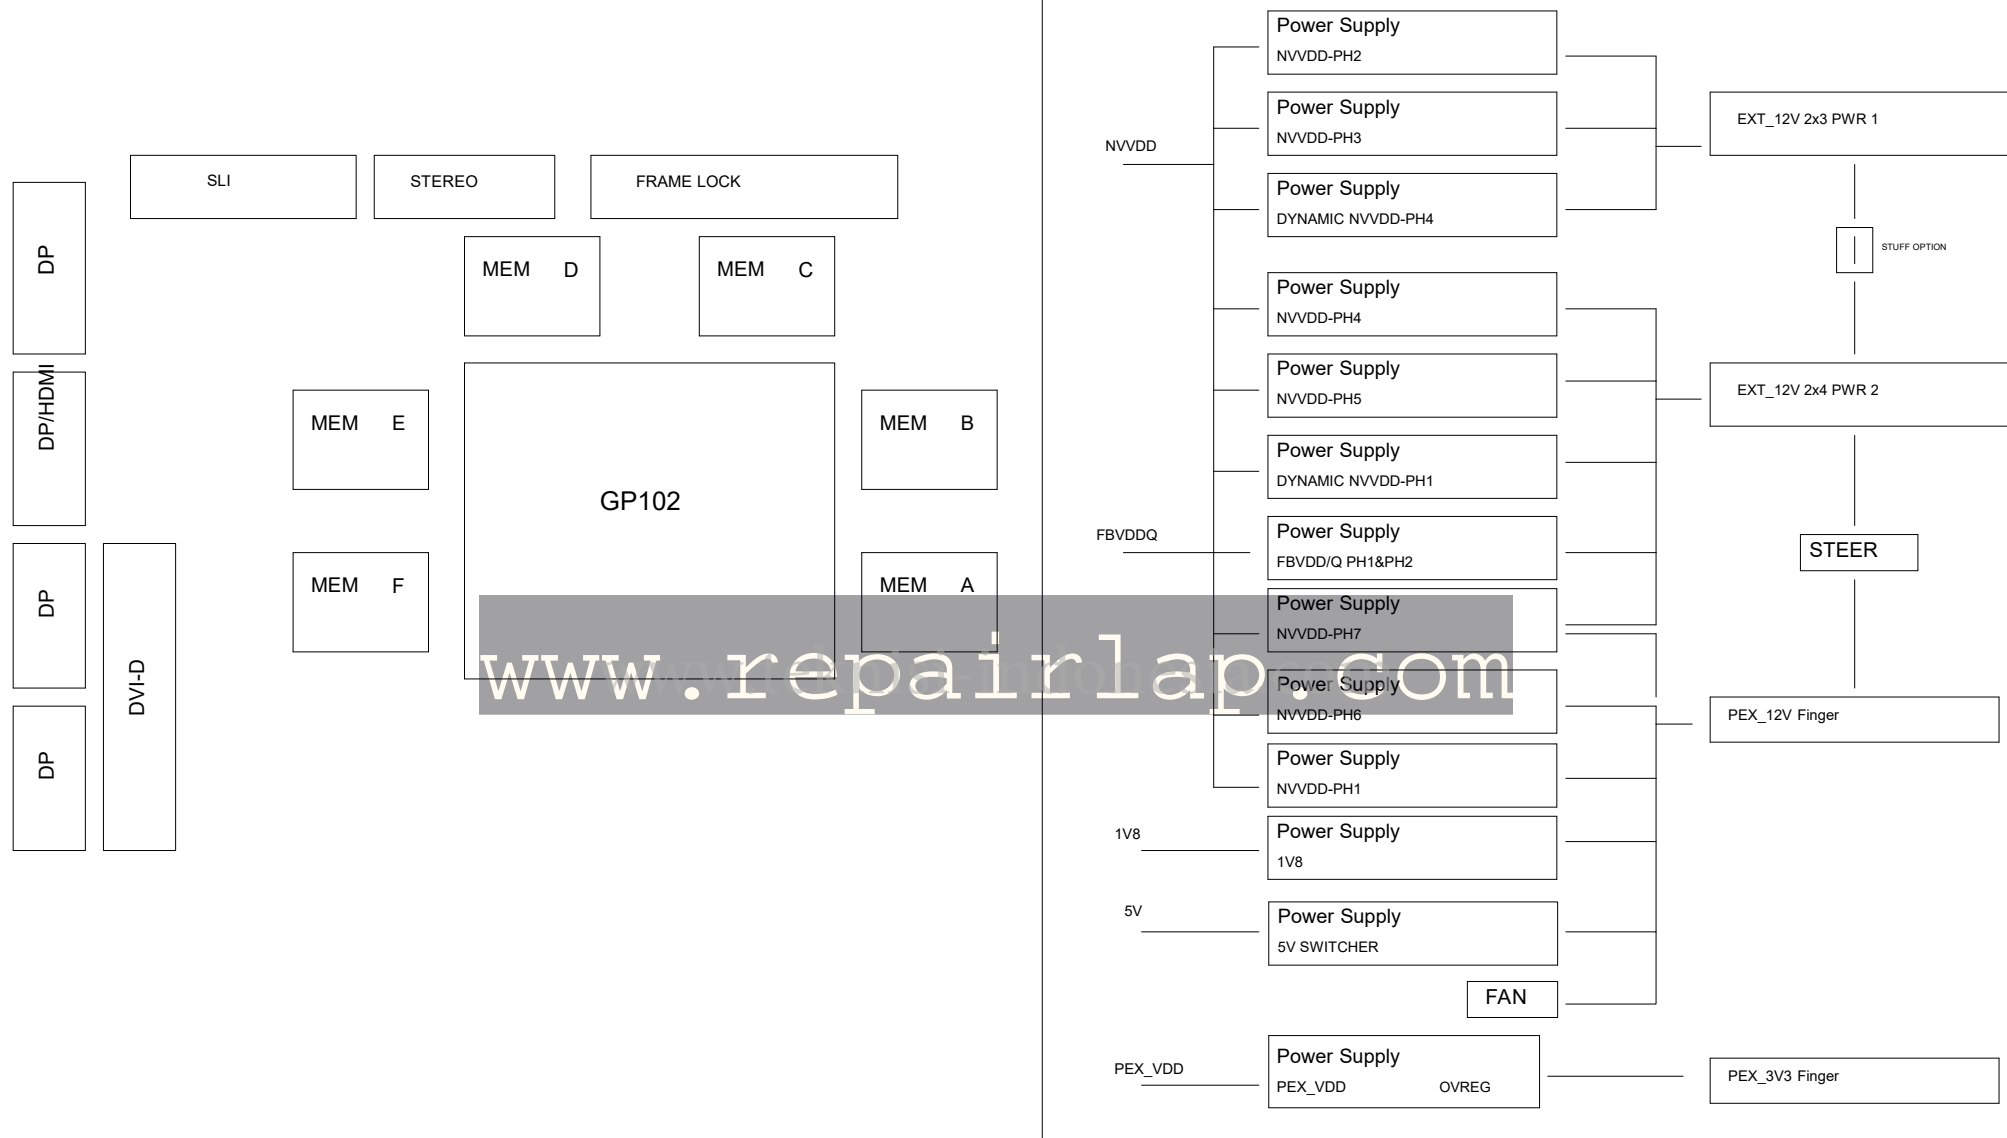 SLI
STEREO
FRAME LOCK
DP
MEM D
MEM C
DP/HDMI
MEM E
MEM B
GP102
DP
MEM F
MEM A
DVI-D
DP
www.repairlap.com
NVVDD
Power Supply
NVVDD-PH2
Power Supply
NVVDD-PH3
Power Supply
DYNAMIC NVVDD-PH4
Power Supply
NVVDD-PH4
Power Supply
NVVDD-PH5
Power Supply
DYNAMIC NVVDD-PH1
FBVDDQ
Power Supply
FBVDD/Q PH1&PH2
Power Supply
NVVDD-PH7
Power Supply
NVVDD-PH6
Power Supply
NVVDD-PH1
1V8
Power Supply
1V8
5V
Power Supply
5V SWITCHER
FAN
PEX_VDD
Power Supply
PEX_VDD OVREG
EXT_12V 2x3 PWR 1
STUFF OPTION
EXT_12V 2x4 PWR 2
STEER
PEX_12V Finger
PEX_3V3 Finger